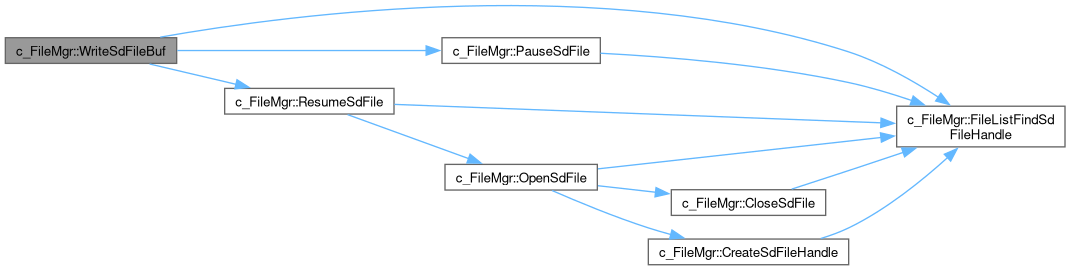 c_FileMgr::WriteSdFileBuf
c_FileMgr::PauseSdFile
c_FileMgr::ResumeSdFile
c_FileMgr::FileListFindSd
FileHandle
c_FileMgr::OpenSdFile
c_FileMgr::CloseSdFile
c_FileMgr::CreateSdFileHandle